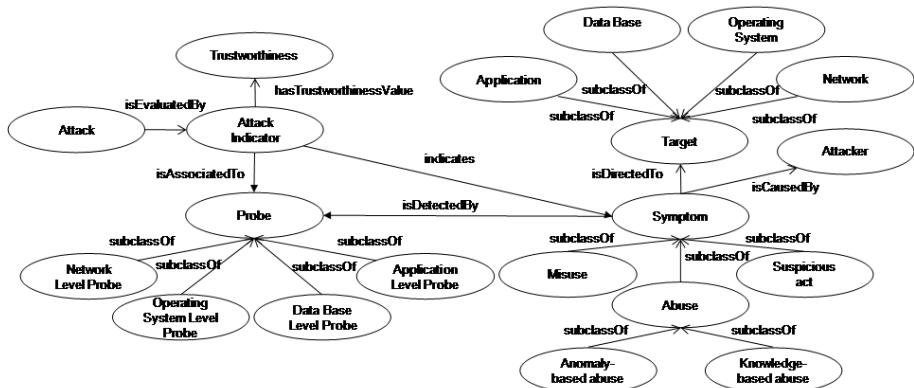 Data Base
Operating
System
Trustworthiness
Application
subclassOf
subclassOf
Network
hasTrustworthinessValue
subclassOf
subclassOf
isEvaluatedBy
Attack
Attack
Indicator
Target
Attacker
indicates
isAssociatedTo
isDirectedTo
isCausedBy
isDetectedBy
Probe
Symptom
subclassOf
subclassOf
subclassOf
subclassOf
subclassOf
subclassOf
subclassOf
Network
Level Probe
Application
Level Probe
Misuse
Suspicious
act
Operating
System Level
Probe
Data Base
Level Probe
Abuse
subclassOf
subclassOf
Anomaly-
based abuse
Knowledge-
based abuse